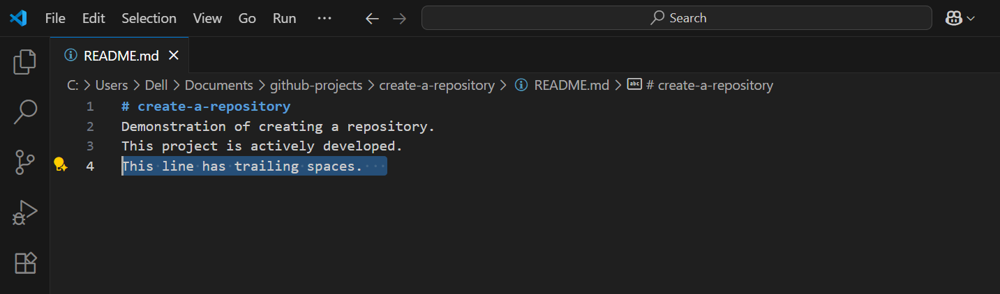 File Edit Selection View Go Run ··· ← → Search
README.md ×
C: > Users > Dell > Documents > github-projects > create-a-repository > README.md > abc # create-a-repository
1 # create-a-repository
2 Demonstration of creating a repository.
3 This project is actively developed.
4 This line has trailing spaces.